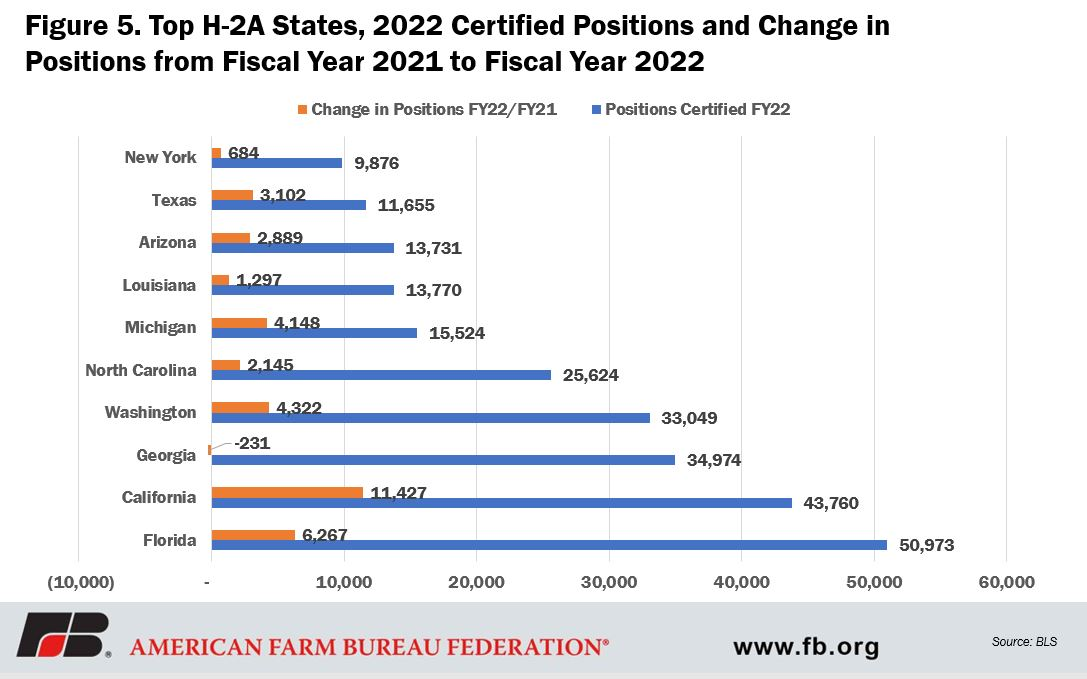 Figure 5. Top H-2A States, 2022 Certified Positions and Change in
Positions from Fiscal Year 2021 to Fiscal Year 2022
Change in Positions FY22/FY21 Positions Certified FY22
New York 684 9,876
Texas 3,102 11,655
Arizona 2,889 13,731
Louisiana 1,297 13,770
Michigan 4,148 15,524
North Carolina 2,145 25,624
Washington 4,322 33,049
Georgia -231 34,974
California 11,427 43,760
Florida 6,267 50,973
(10,000) - 10,000 20,000 30,000 40,000 50,000 60,000
FB® AMERICAN FARM BUREAU FEDERATION® www.fb.org Source: BLS